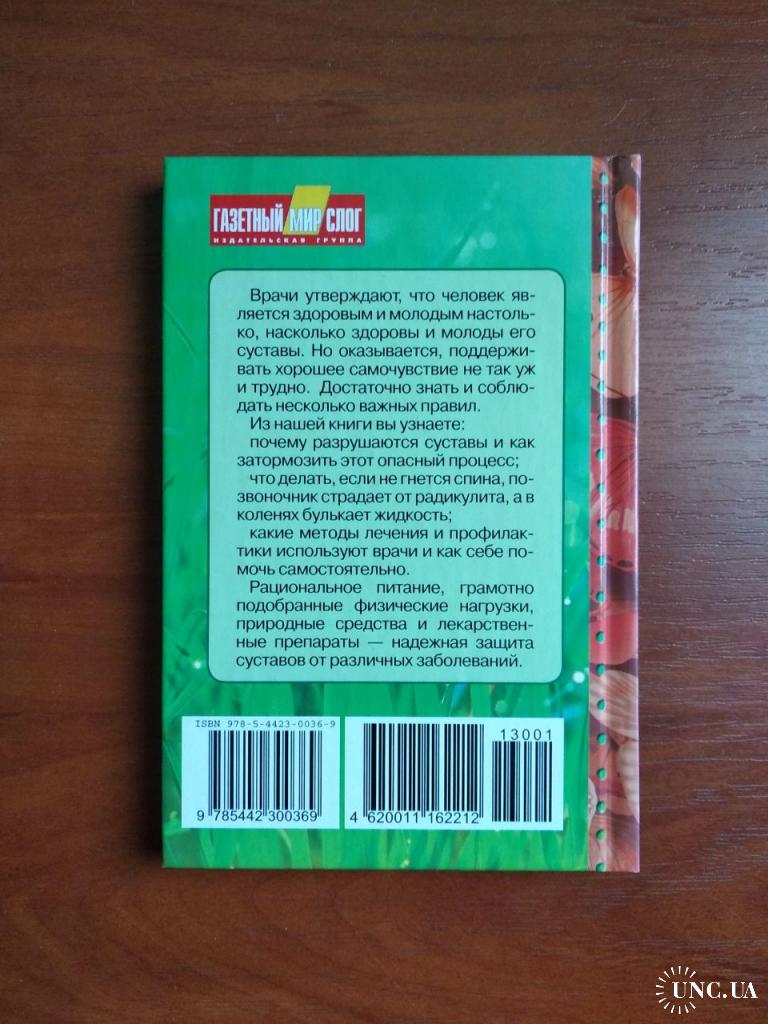 ГАЗЕТНЫЙ МИР СЛОГ
ИЗДАТЕЛЬСКАЯ ГРУППА
Врачи утверждают, что человек яв-
ляется здоровым и молодым настоль-
ко, насколько здоровы и молоды его
суставы. Но оказывается, поддержи-
вать хорошее самочувствие не так уж
и трудно. Достаточно знать и соблю-
дать несколько важных правил.
Из нашей книги вы узнаете:
почему разрушаются суставы и как
затормозить этот опасный процесс;
что делать, если не гнется спина, по-
звоночник страдает от радикулита, а в
коленях булькает жидкость;
какие методы лечения и профилак-
тики используют врачи и как себе по-
мочь самостоятельно.
Рациональное питание, грамотно
подобранные физические нагрузки,
природные средства и лекарствен-
ные препараты — надежная защита
суставов от различных заболеваний.
ISBN 978-5-4423-0036-9
9 785442 300369
13001
4 620011 162212
UNC.UA